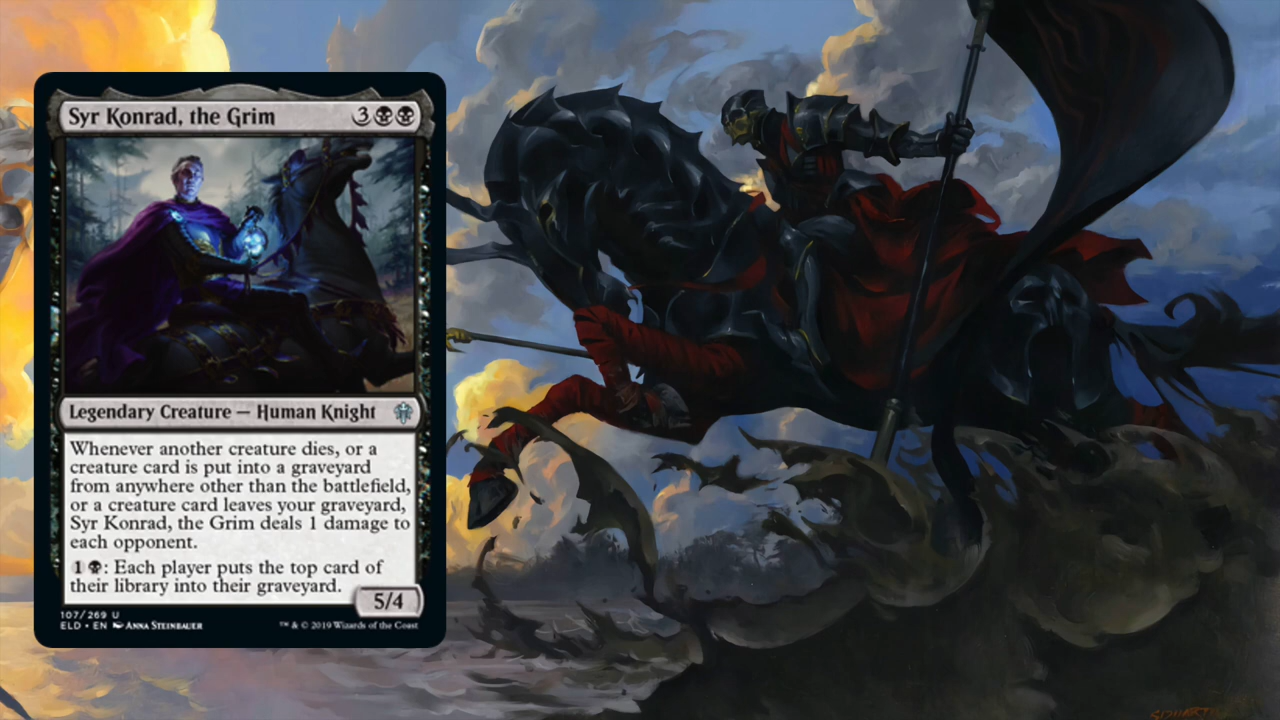 Syr Konrad, the Grim 3
Legendary Creature — Human Knight
Whenever another creature dies, or a
creature card is put into a graveyard
from anywhere other than the battlefield,
or a creature card leaves your graveyard,
Syr Konrad, the Grim deals 1 damage to
each opponent.
1 : Each player puts the top card of
their library into their graveyard.
5/4
107/269 U
ELD • EN Anna Steinbauer
™ & © 2019 Wizards of the Coast